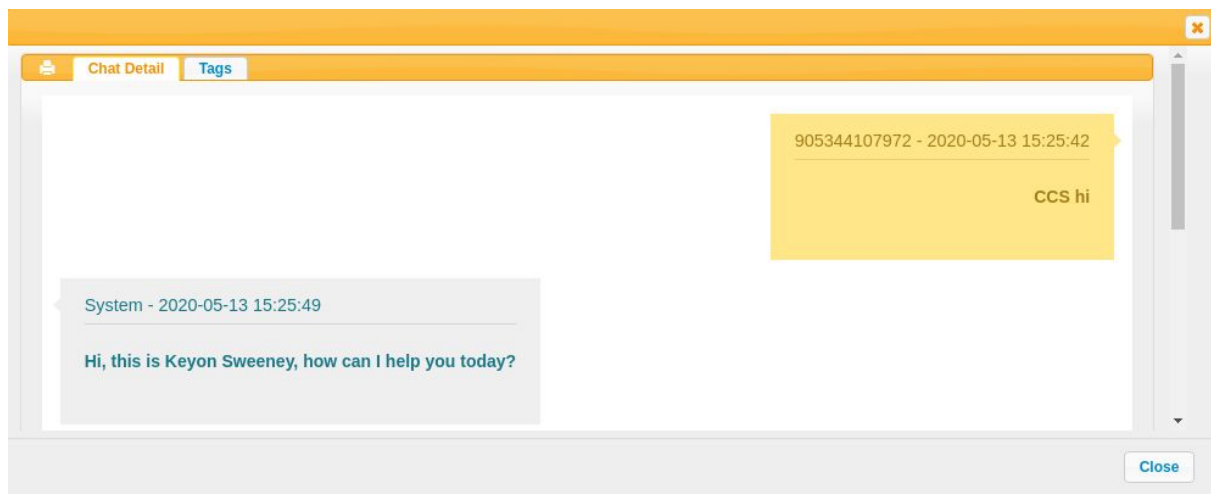 Chat Detail Tags
905344107972 - 2020-05-13 15:25:42
CCS hi
System - 2020-05-13 15:25:49
Hi, this is Keyon Sweeney, how can I help you today?
Close